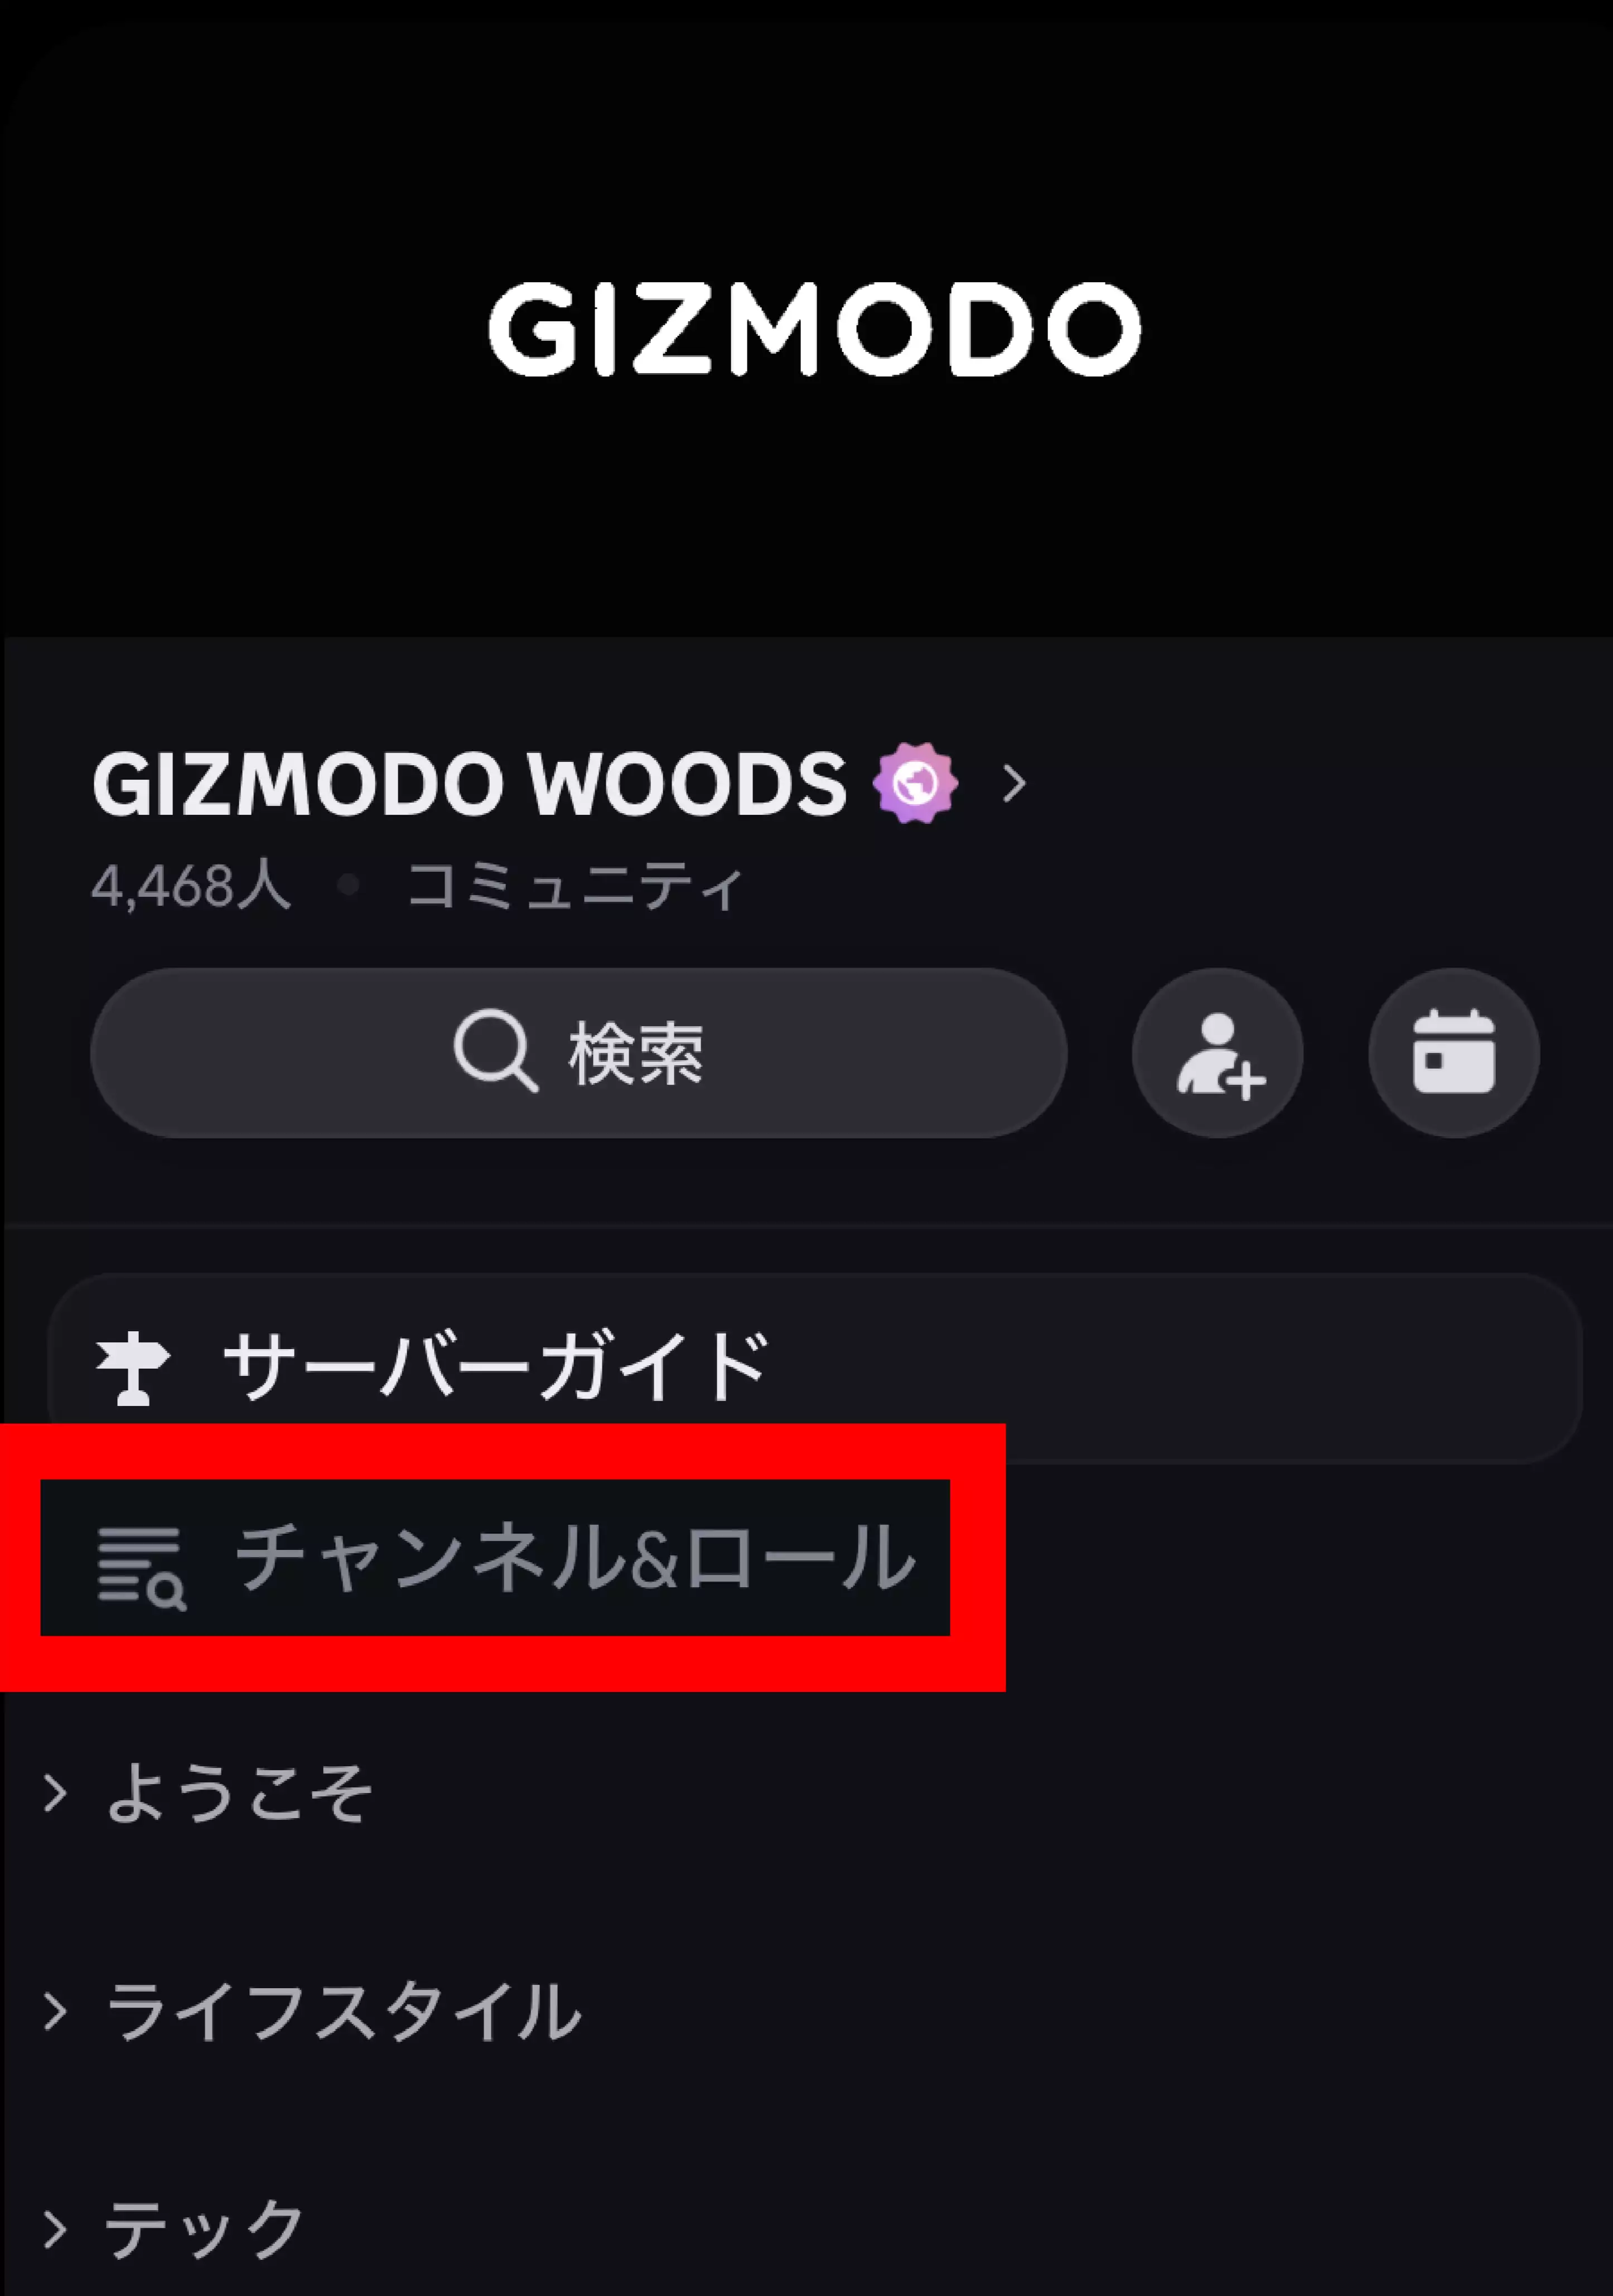 GIZMODO
GIZMODO WOODS
4,468人 • コミュニティ
検索
サーバーガイド
チャンネル&ロール
ようこそ
ライフスタイル
テック